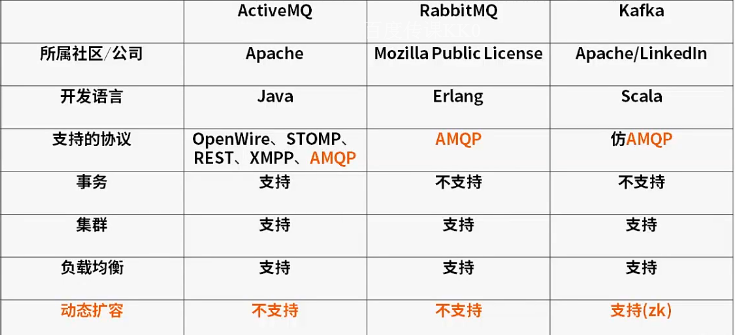 ActiveMQ RabbitMQ Kafka
所属社区/公司 Apache Mozilla Public License Apache/LinkedIn
开发语言 Java Erlang Scala
支持的协议 OpenWire、STOMP、REST、XMPP、AMQP AMQP 仿AMQP
事务 支持 不支持 不支持
集群 支持 支持 支持
负载均衡 支持 支持 支持
动态扩容 不支持 不支持 支持(zk)